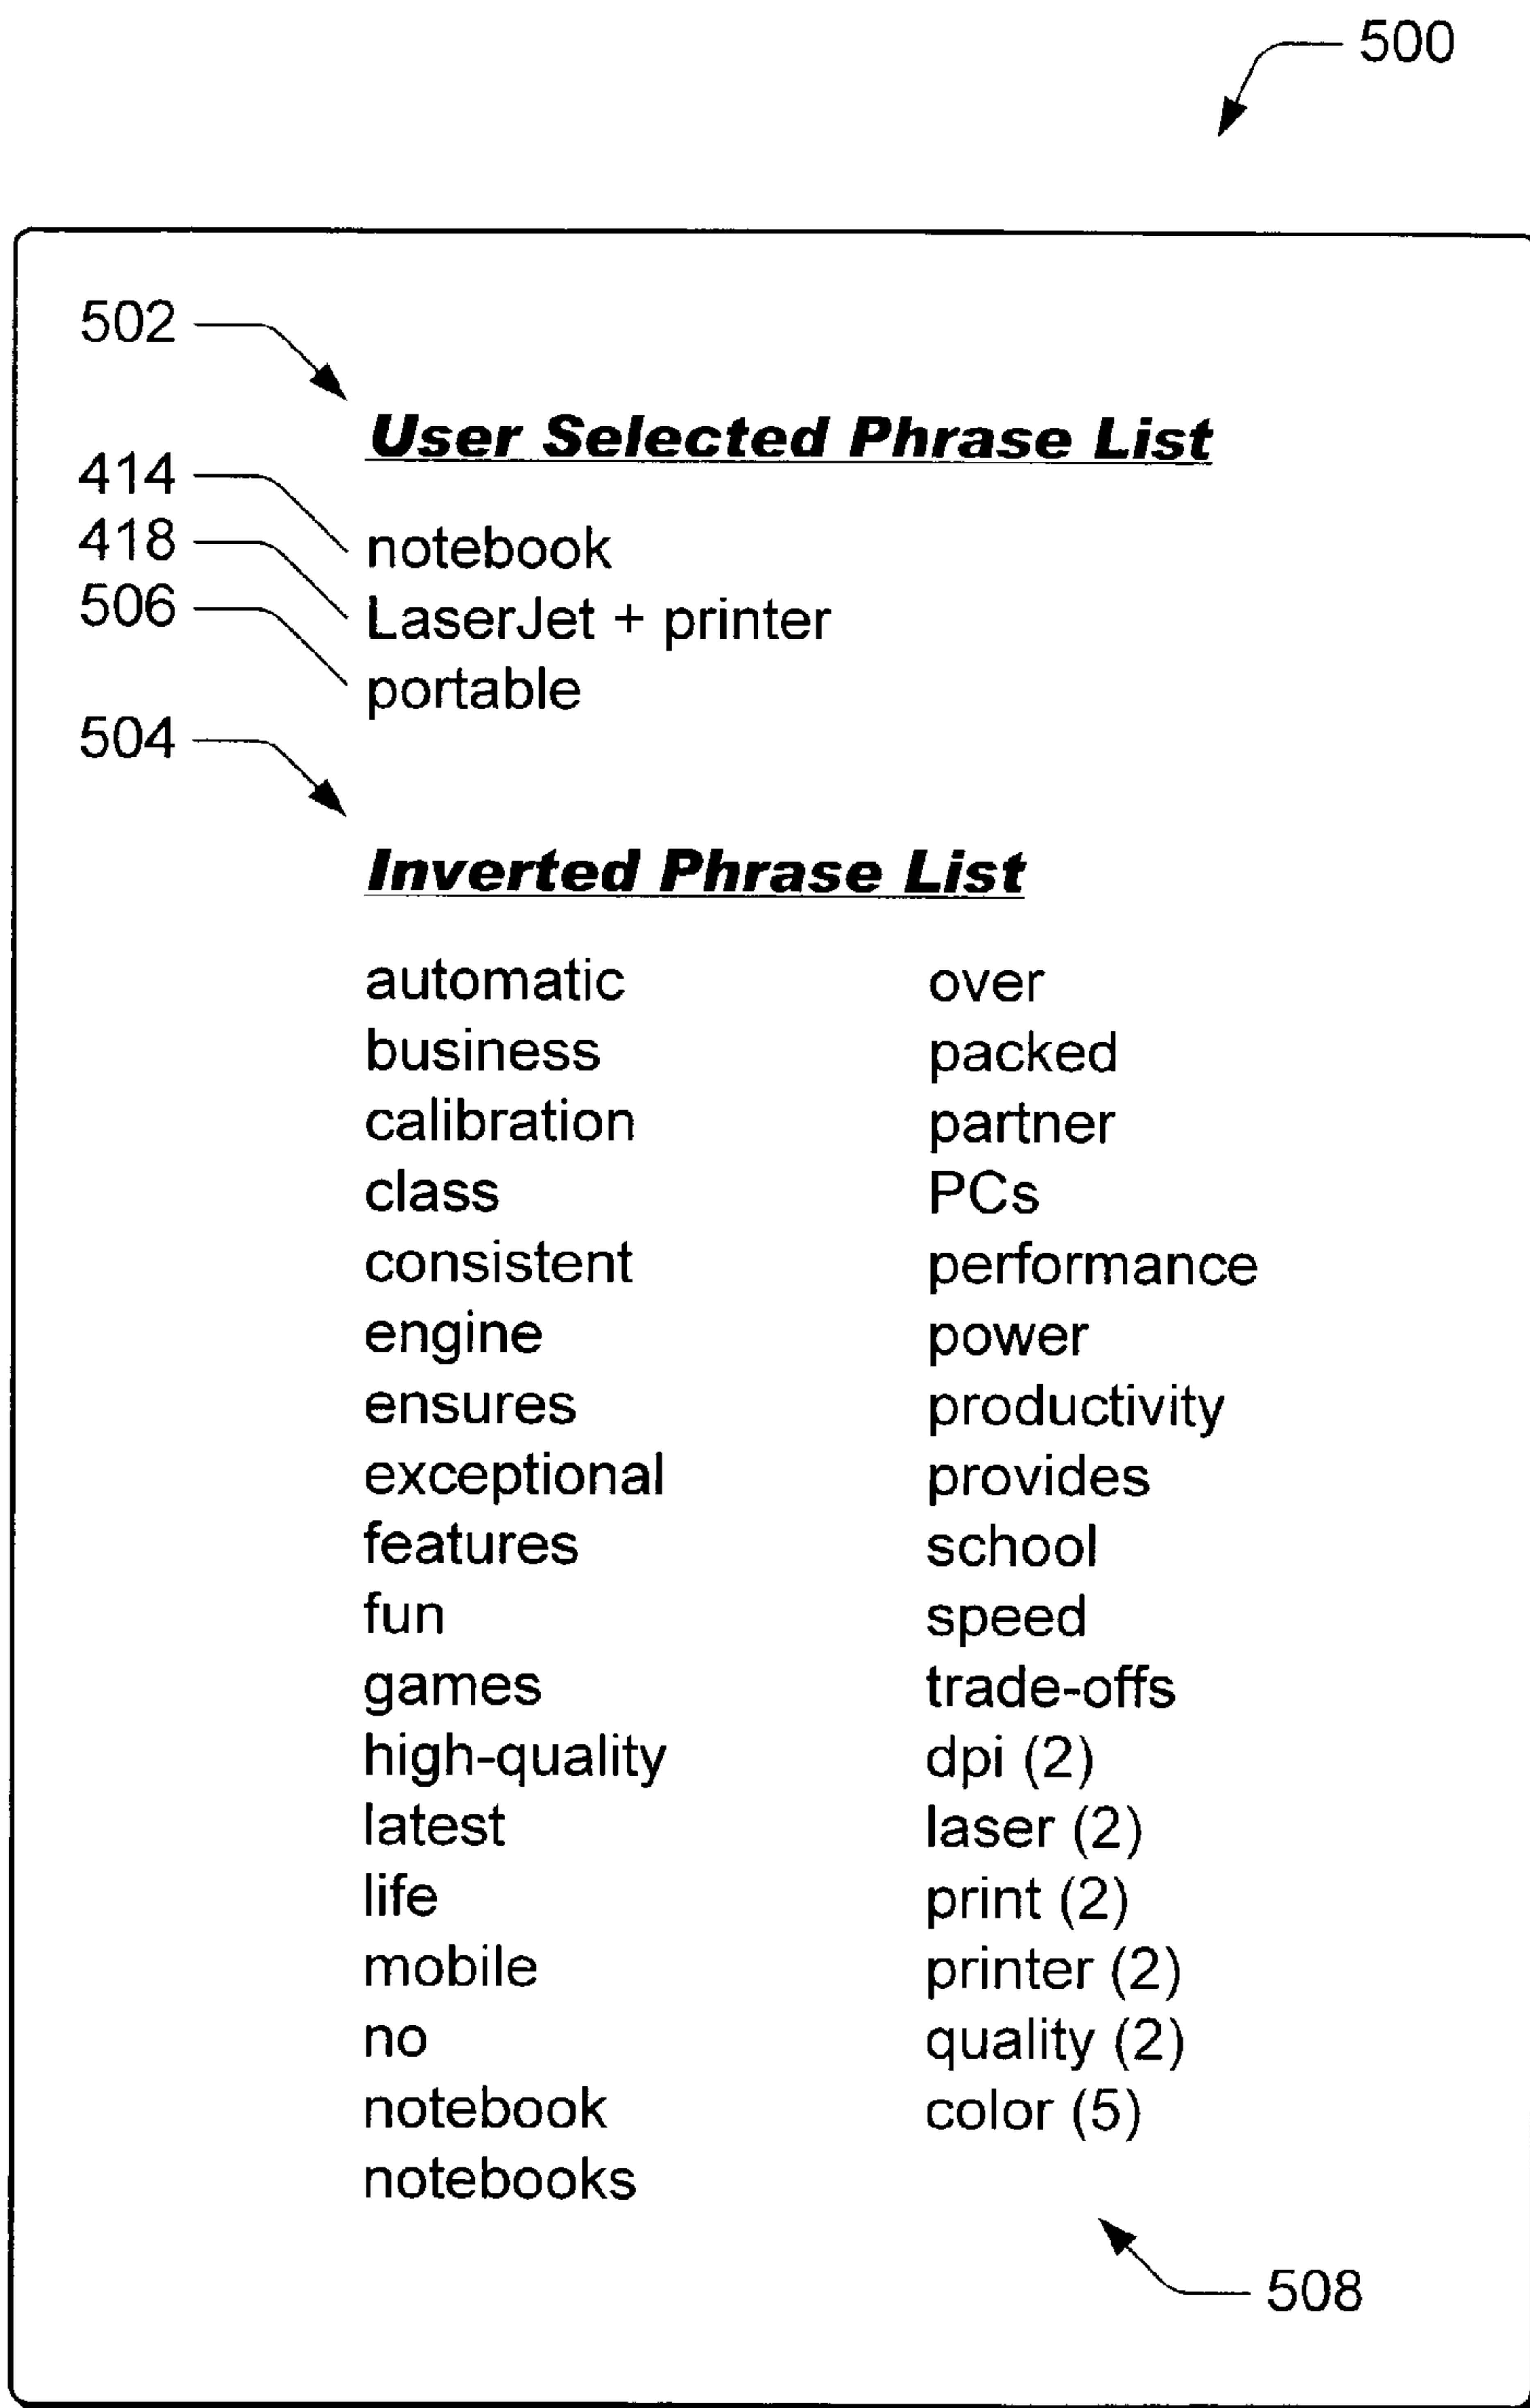 500
502
User Selected Phrase List
414
notebook
418
LaserJet + printer
506
portable
504
Inverted Phrase List
automatic
business
calibration
class
consistent
engine
ensures
exceptional
features
fun
games
high-quality
latest
life
mobile
no
notebook
notebooks
over
packed
partner
PCs
performance
power
productivity
provides
school
speed
trade-offs
dpi (2)
laser (2)
print (2)
printer (2)
quality (2)
color (5)
508